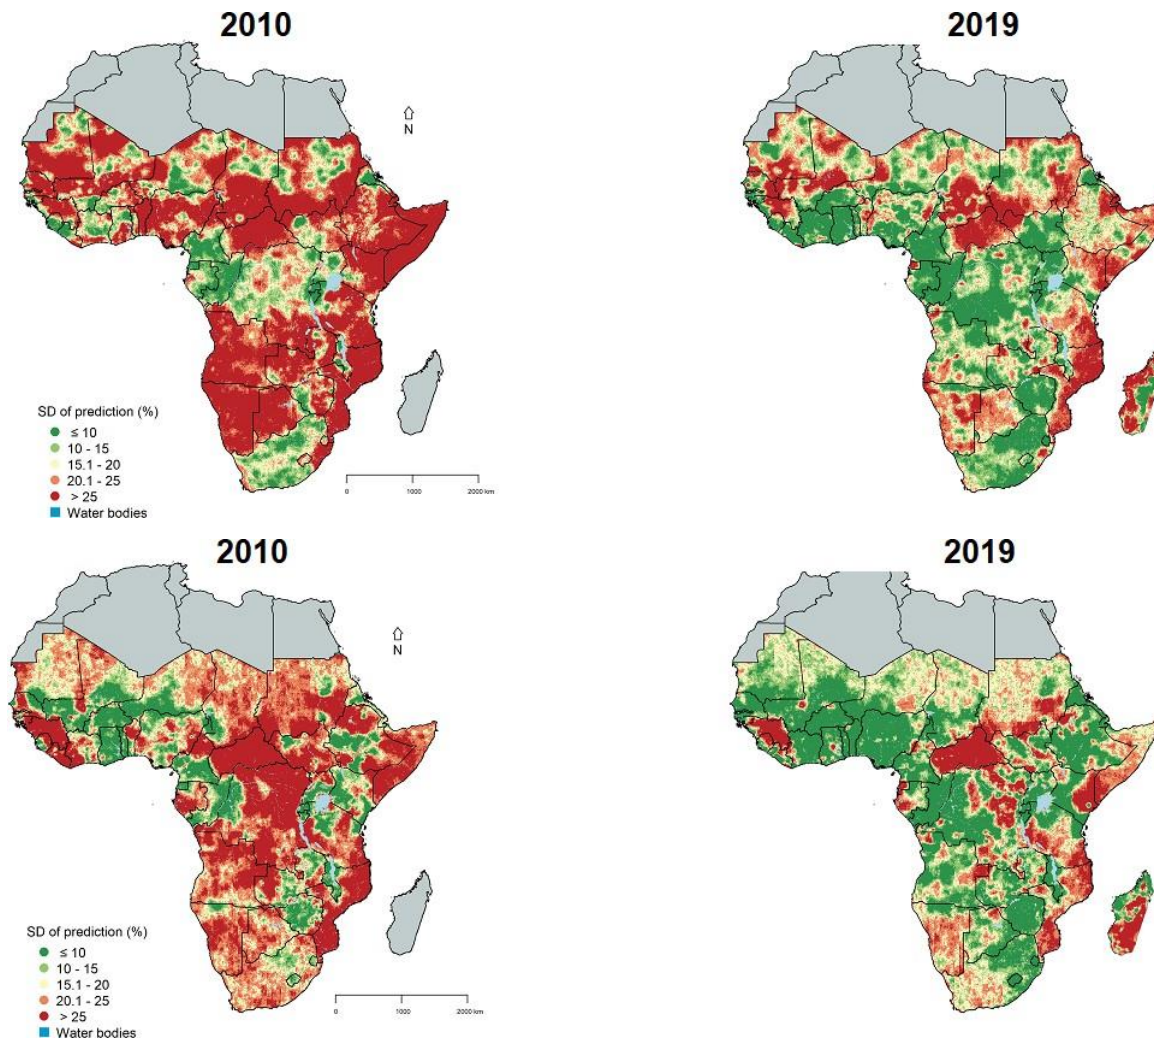 2010
2019
N
SD of prediction (%)
≤ 10
10 - 15
15.1 - 20
20.1 - 25
> 25
Water bodies
0 1000 2000 km
2010
2019
N
SD of prediction (%)
≤ 10
10 - 15
15.1 - 20
20.1 - 25
> 25
Water bodies
0 1000 2000 km